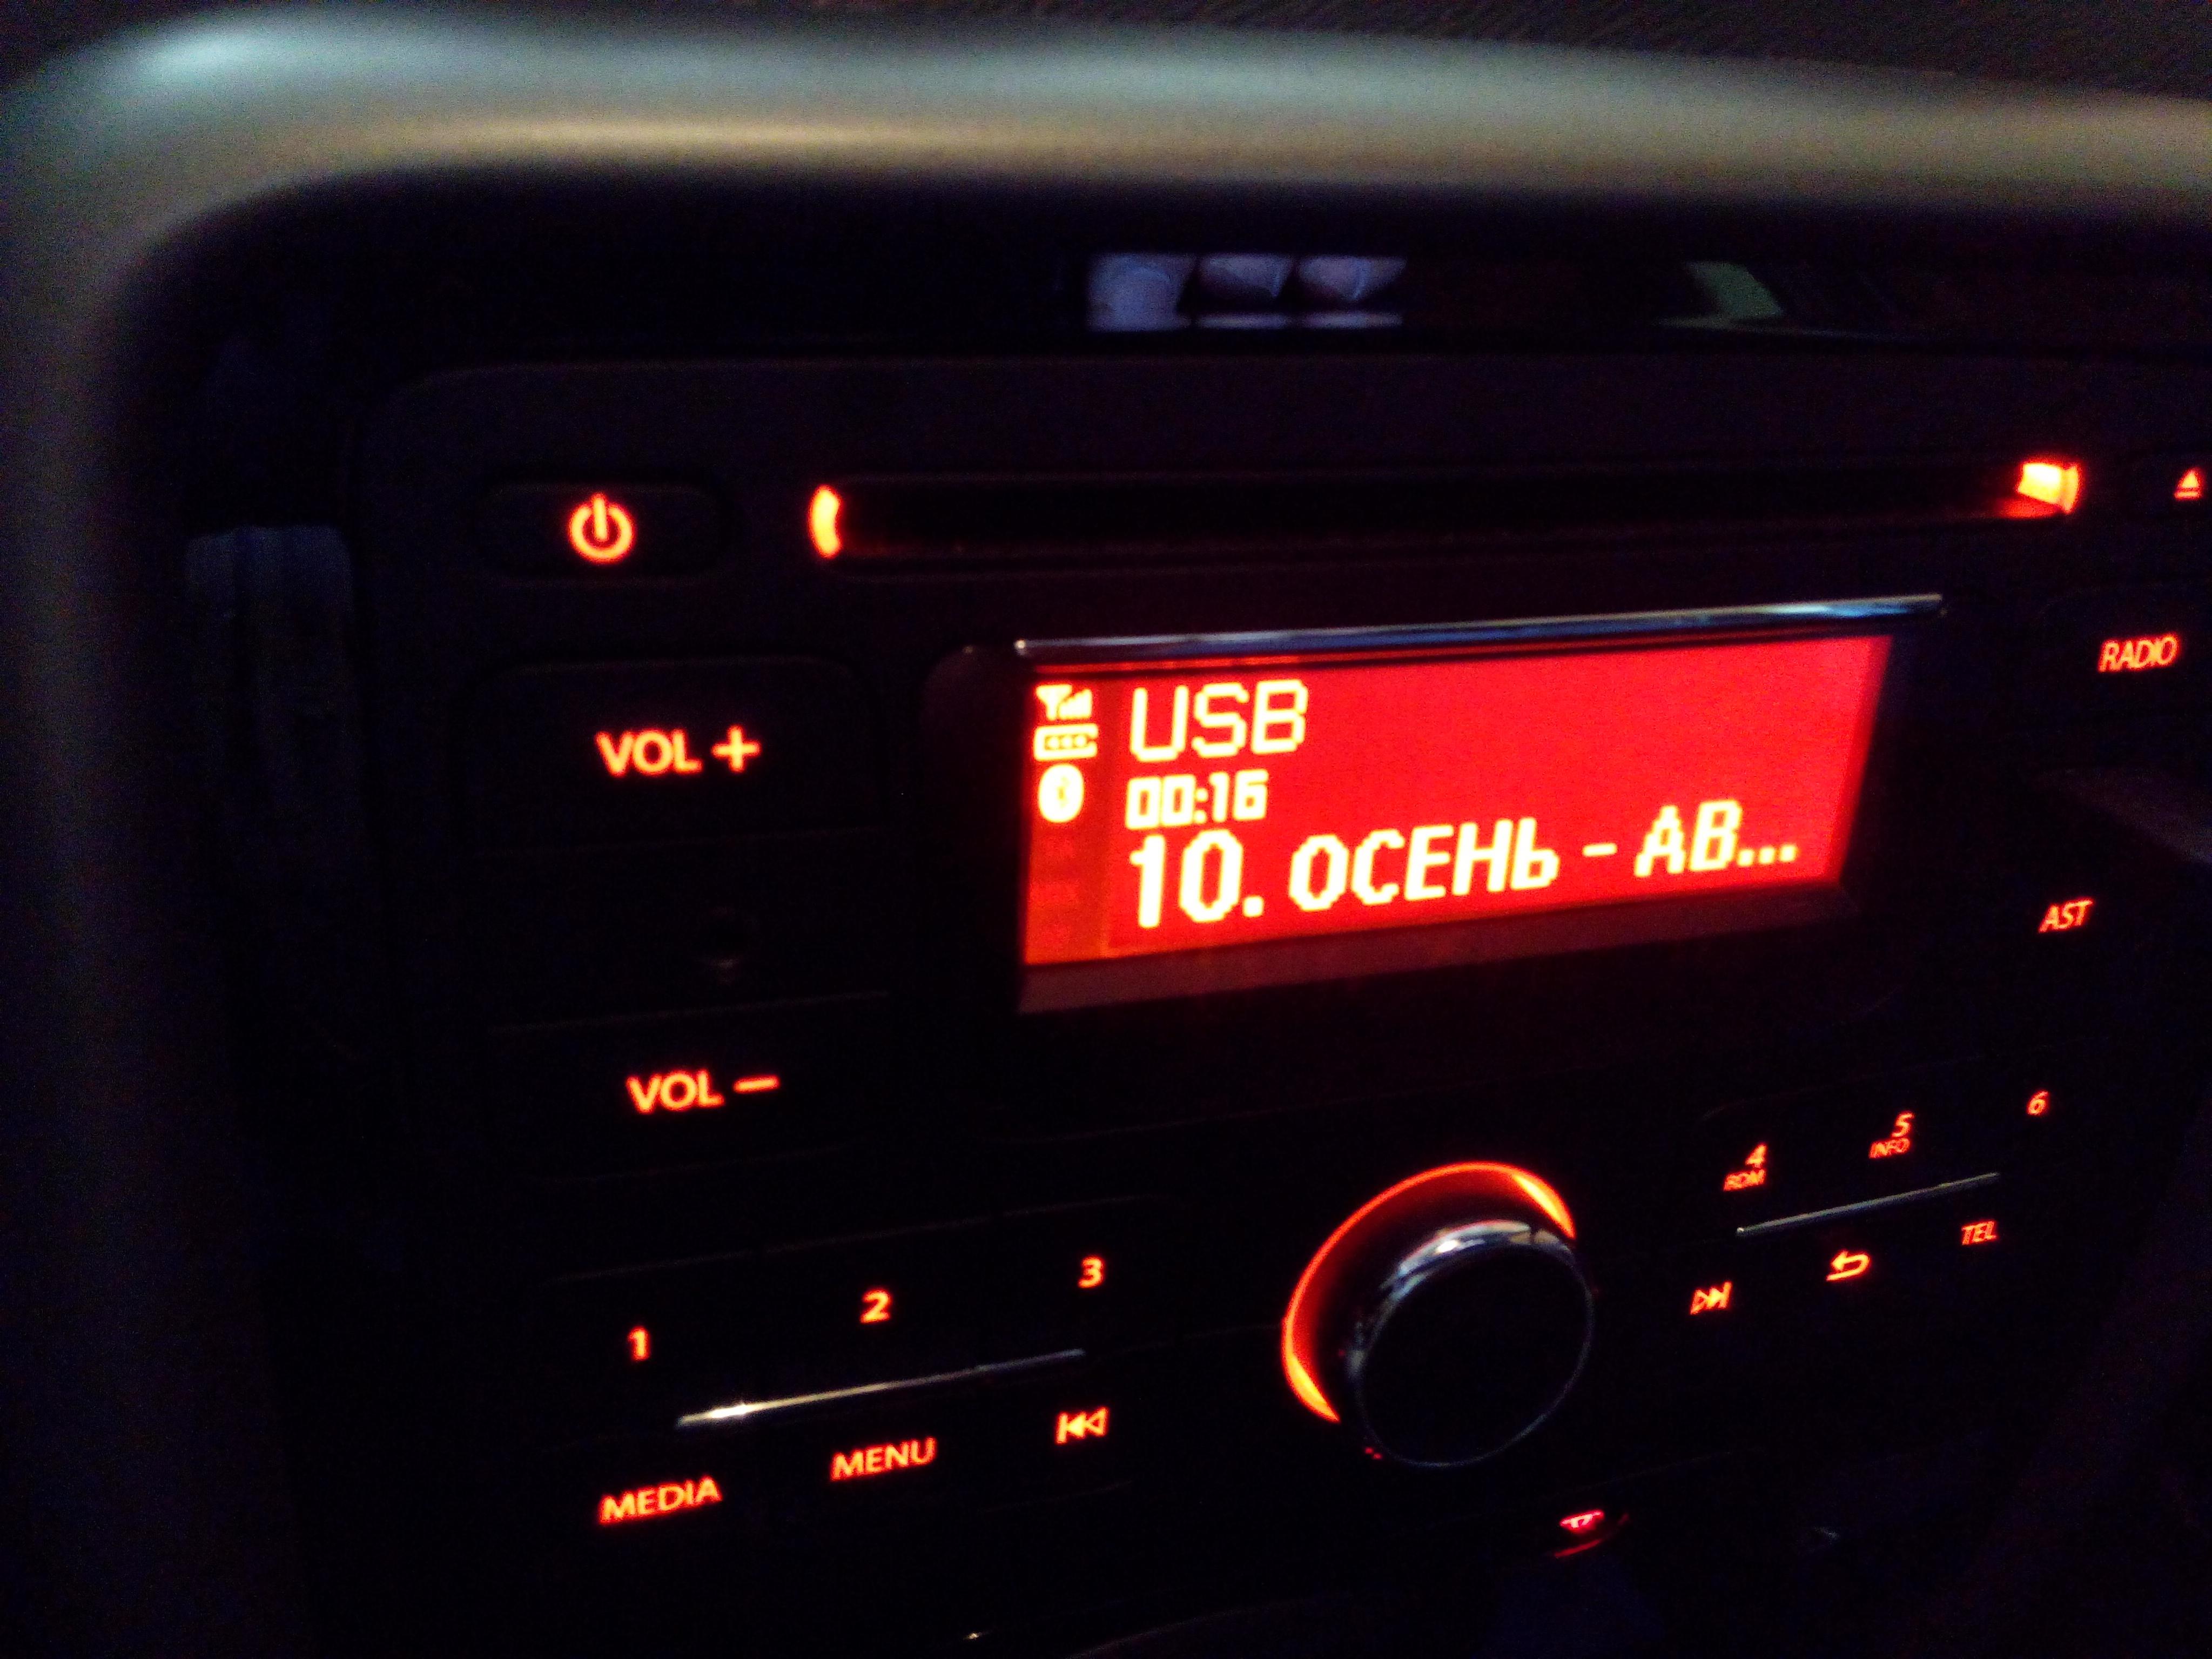 RADIO
VOL +
USB
00:16
10. ОСЕНЬ - АВ...
AST
VOL −
1
2
3
4
RDM
5
INFO
6
MEDIA
MENU
TEL